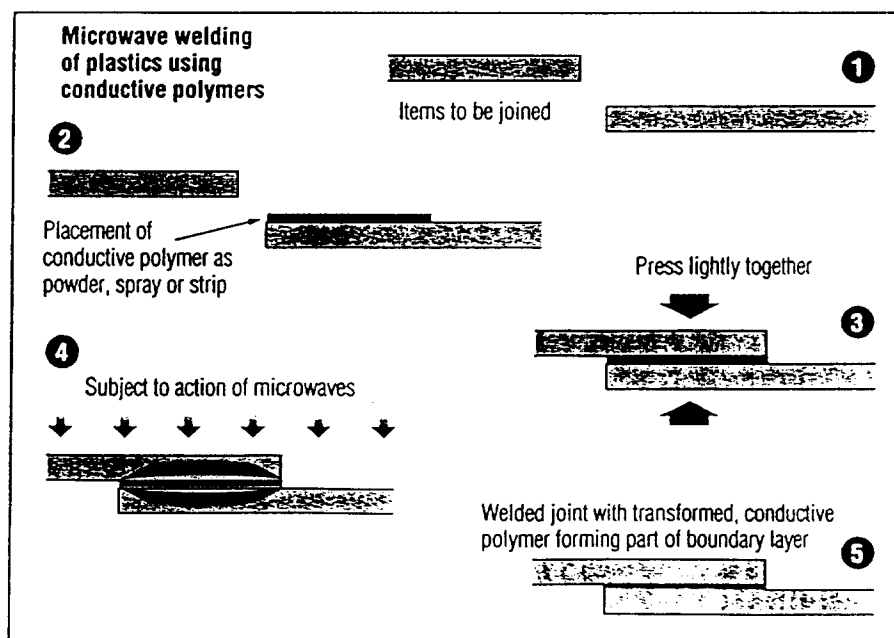 Microwave welding
of plastics using
conductive polymers
1
Items to be joined
2
Placement of
conductive polymer as
powder, spray or strip
Press lightly together
3
4
Subject to action of microwaves
Welded joint with transformed, conductive
polymer forming part of boundary layer
5